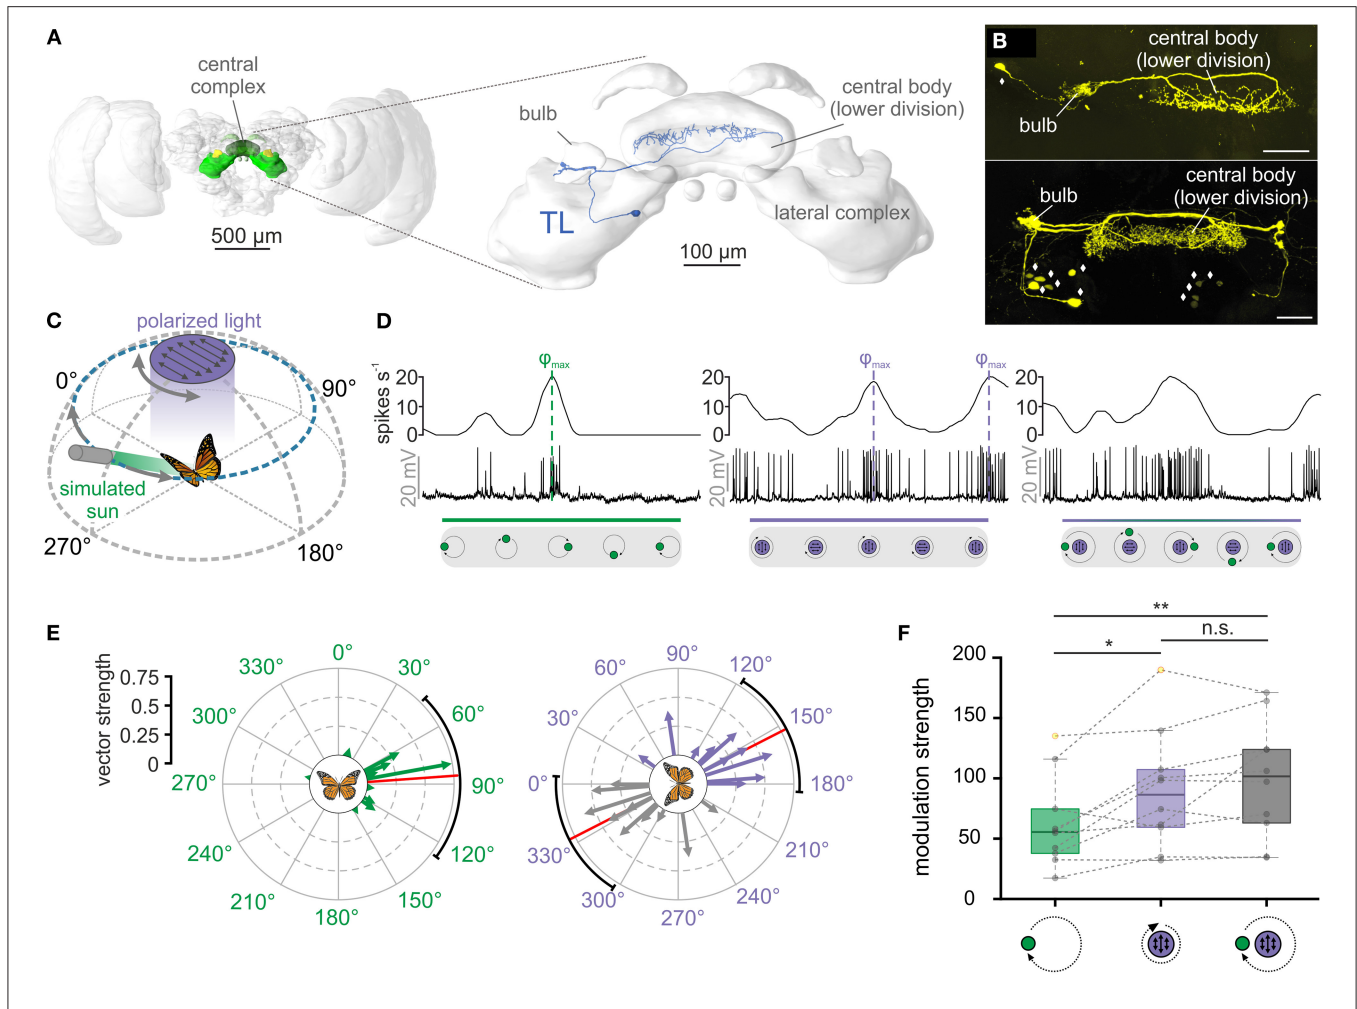 A
central
complex
500 µm
bulb
central body
(lower division)
TL
lateral complex
100 µm
B
central body
(lower division)
bulb
bulb
central body
(lower division)
C
polarized light
0°
90°
simulated
sun
270°
180°
D
spikes s⁻¹
20
10
0
20 mV
φmax
20
10
0
20 mV
φmax
φmax
20
10
0
20 mV
E
vector strength
0.75
0.5
0.25
0
0°
30°
60°
90°
120°
150°
180°
210°
240°
270°
300°
330°
90°
120°
150°
180°
210°
240°
270°
300°
330°
0°
30°
60°
F
**
n.s.
*
modulation strength
200
150
100
50
0